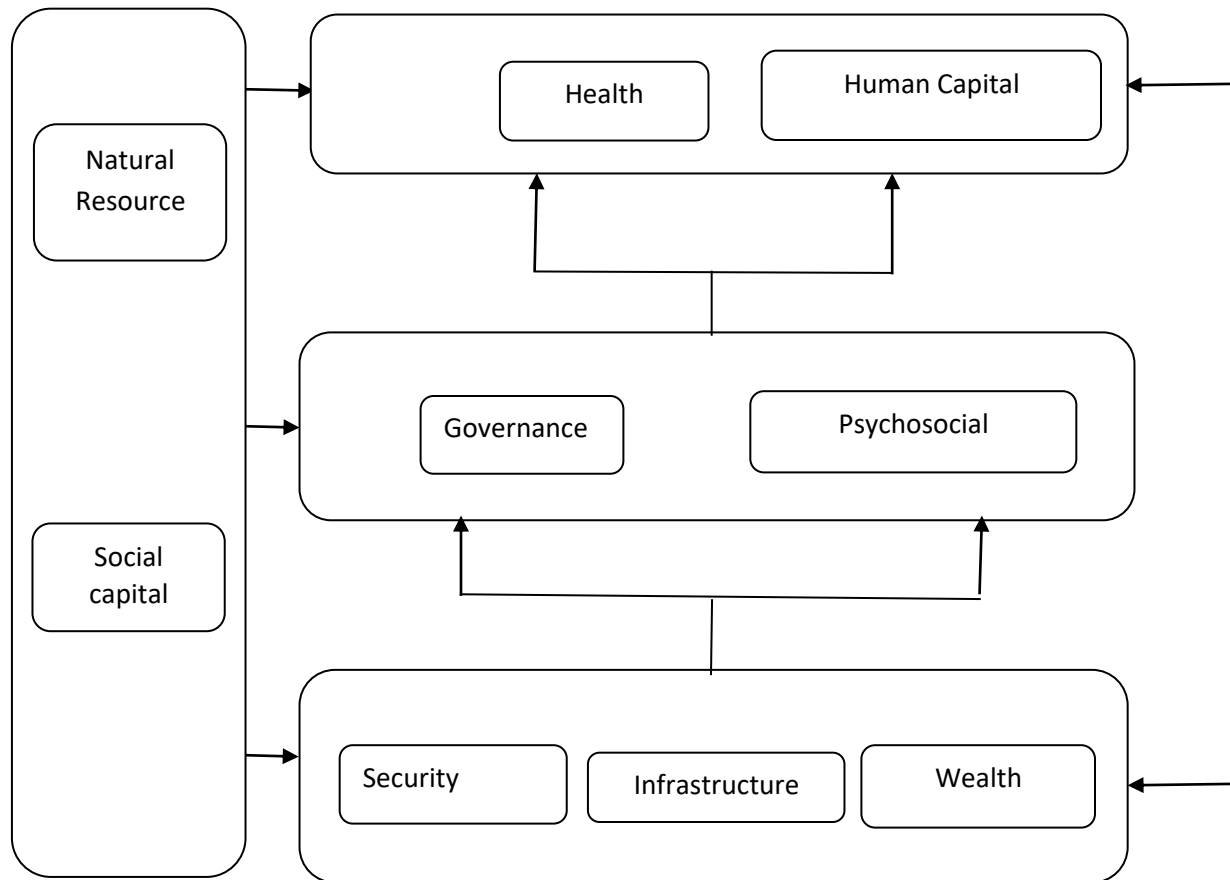 Natural
Resource
Social
capital
Health
Human Capital
Governance
Psychosocial
Security
Infrastructure
Wealth